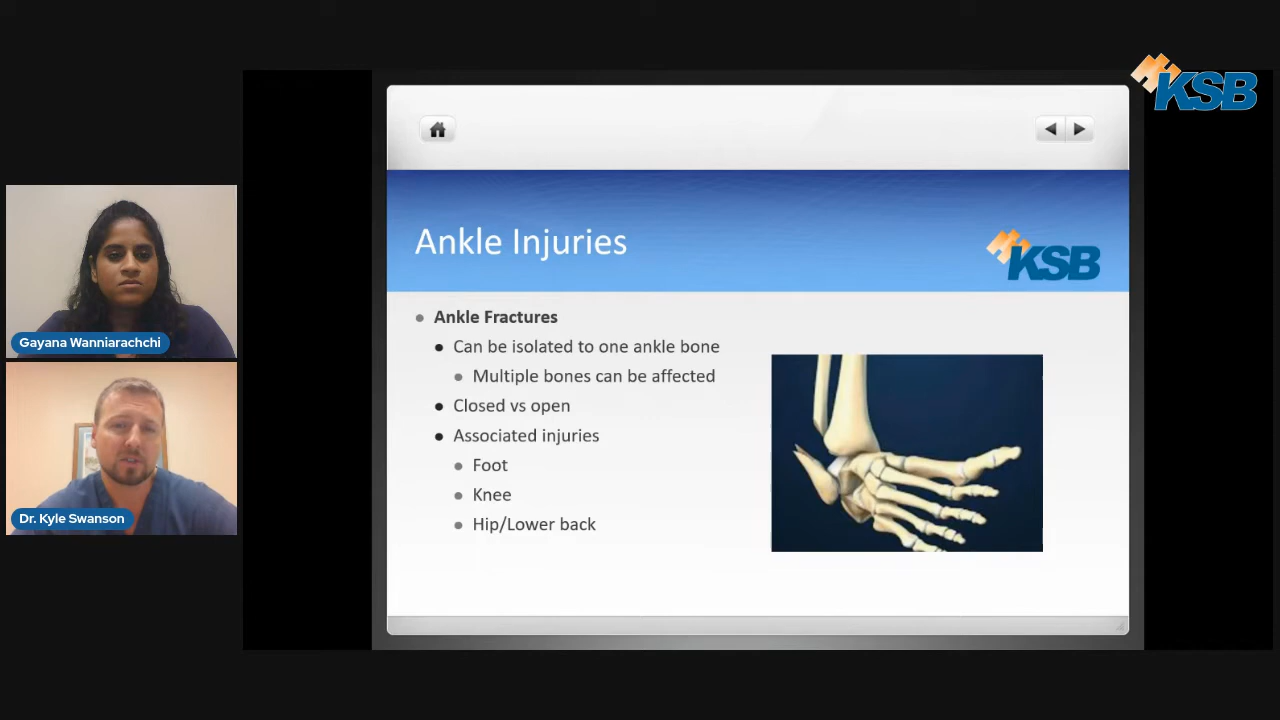 KSB
Ankle Injuries
KSB
Ankle Fractures
Can be isolated to one ankle bone
Multiple bones can be affected
Closed vs open
Associated injuries
Foot
Knee
Hip/Lower back
Gayana Wanniarachchi
Dr. Kyle Swanson